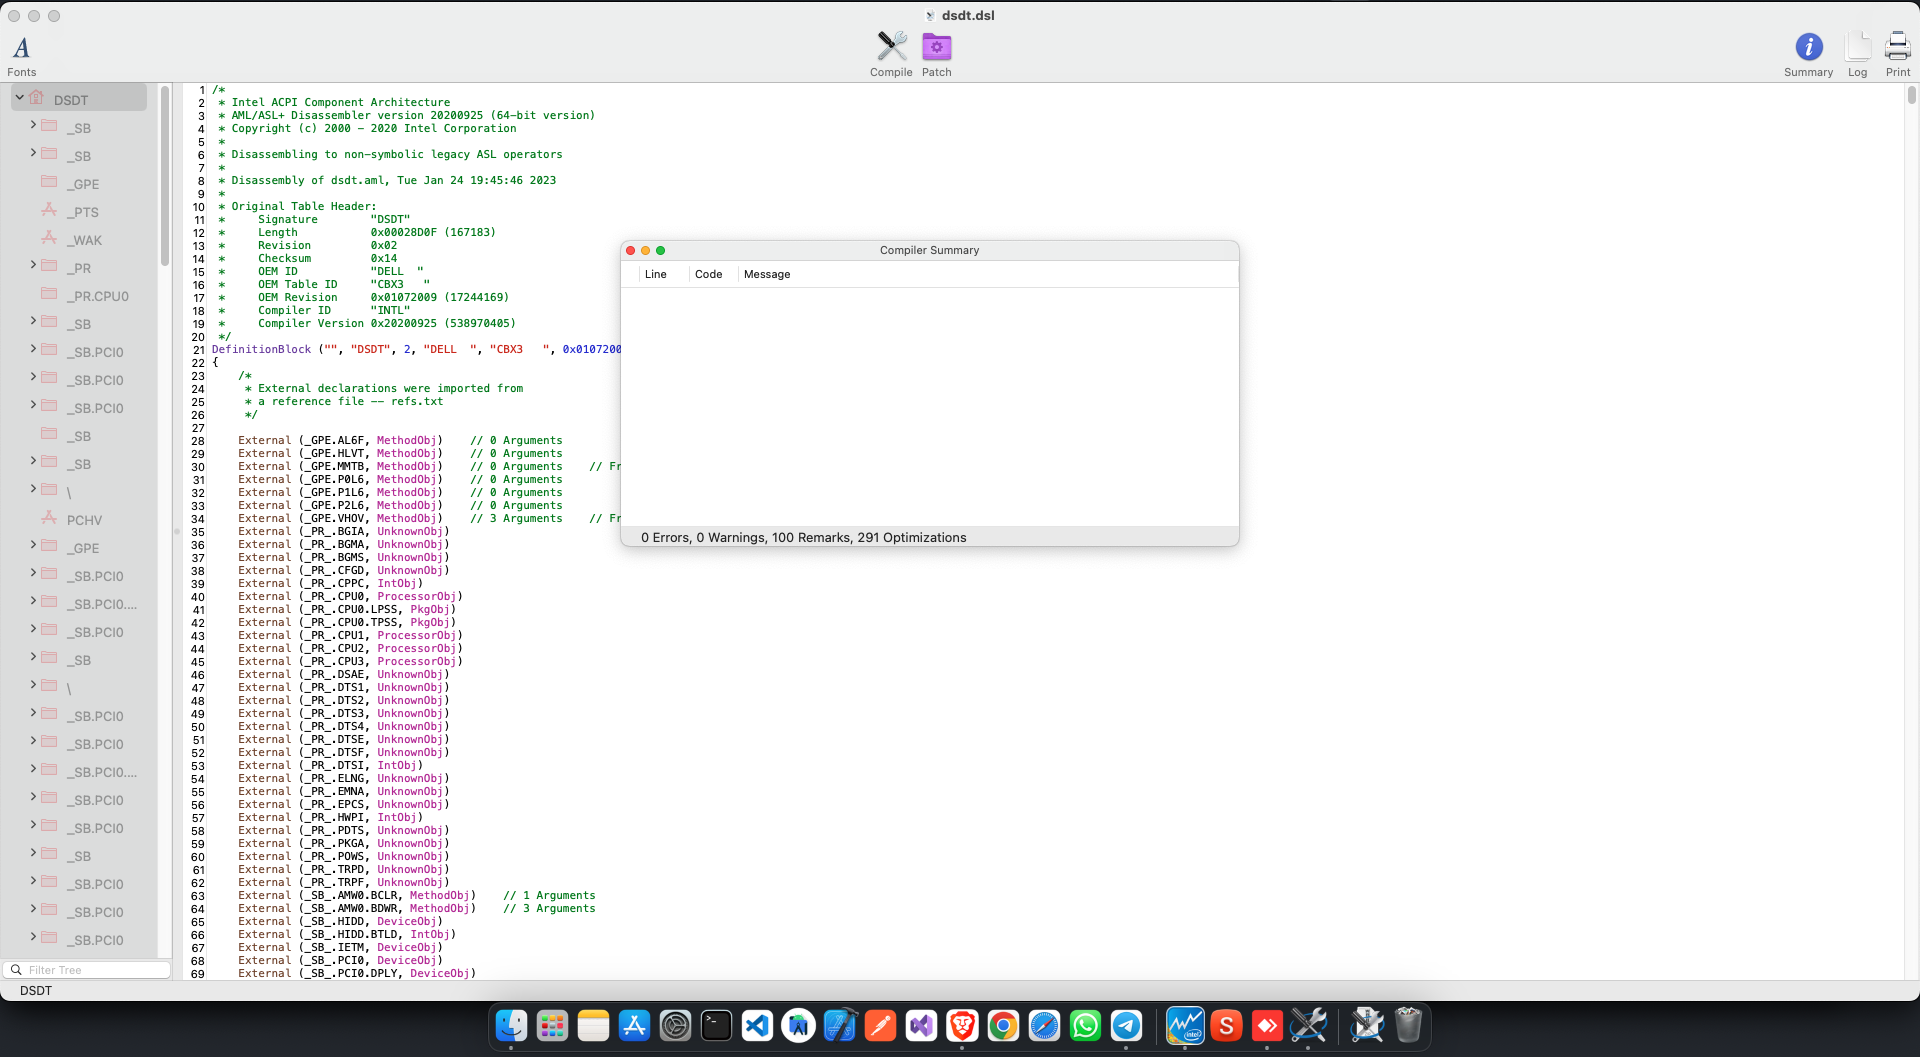 dsdt.dsl
Fonts
Compile
Patch
Summary
Log
Print
DSDT
_SB
_SB
_GPE
_PTS
_WAK
_PR
_PR.CPU0
_SB
_SB.PCI0
_SB.PCI0
_SB.PCI0
_SB
_SB
\
PCHV
_GPE
_SB.PCI0
_SB.PCI0....
_SB.PCI0
_SB
\
_SB.PCI0
_SB.PCI0
_SB.PCI0....
_SB.PCI0
_SB.PCI0
_SB
_SB.PCI0
_SB.PCI0
_SB.PCI0
Filter Tree
DSDT
1 /*
2  * Intel ACPI Component Architecture
3  * AML/ASL+ Disassembler version 20200925 (64-bit version)
4  * Copyright (c) 2000 - 2020 Intel Corporation
5  *
6  * Disassembling to non-symbolic legacy ASL operators
7  *
8  * Disassembly of dsdt.aml, Tue Jan 24 19:45:46 2023
9  *
10  * Original Table Header:
11  *     Signature        "DSDT"
12  *     Length           0x00028D0F (167183)
13  *     Revision         0x02
14  *     Checksum         0x14
15  *     OEM ID           "DELL  "
16  *     OEM Table ID     "CBX3   "
17  *     OEM Revision     0x01072009 (17244169)
18  *     Compiler ID      "INTL"
19  *     Compiler Version 0x20200925 (538970405)
20  */
21 DefinitionBlock ("", "DSDT", 2, "DELL  ", "CBX3   ", 0x0107200
22 {
23     /*
24      * External declarations were imported from
25      * a reference file -- refs.txt
26      */
27
28     External (_GPE.AL6F, MethodObj)    // 0 Arguments
29     External (_GPE.HLVT, MethodObj)    // 0 Arguments
30     External (_GPE.MMTB, MethodObj)    // 0 Arguments    // Fr
31     External (_GPE.P0L6, MethodObj)    // 0 Arguments
32     External (_GPE.P1L6, MethodObj)    // 0 Arguments
33     External (_GPE.P2L6, MethodObj)    // 0 Arguments
34     External (_GPE.VHOV, MethodObj)    // 3 Arguments    // Fr
35     External (_PR_.BGIA, UnknownObj)
36     External (_PR_.BGMA, UnknownObj)
37     External (_PR_.BGMS, UnknownObj)
38     External (_PR_.CFGD, UnknownObj)
39     External (_PR_.CPPC, IntObj)
40     External (_PR_.CPU0, ProcessorObj)
41     External (_PR_.CPU0.LPSS, PkgObj)
42     External (_PR_.CPU0.TPSS, PkgObj)
43     External (_PR_.CPU1, ProcessorObj)
44     External (_PR_.CPU2, ProcessorObj)
45     External (_PR_.CPU3, ProcessorObj)
46     External (_PR_.DSAE, UnknownObj)
47     External (_PR_.DTS1, UnknownObj)
48     External (_PR_.DTS2, UnknownObj)
49     External (_PR_.DTS3, UnknownObj)
50     External (_PR_.DTS4, UnknownObj)
51     External (_PR_.DTSE, UnknownObj)
52     External (_PR_.DTSF, UnknownObj)
53     External (_PR_.DTSI, IntObj)
54     External (_PR_.ELNG, UnknownObj)
55     External (_PR_.EMNA, UnknownObj)
56     External (_PR_.EPCS, UnknownObj)
57     External (_PR_.HWPI, IntObj)
58     External (_PR_.PDTS, UnknownObj)
59     External (_PR_.PKGA, UnknownObj)
60     External (_PR_.POWS, UnknownObj)
61     External (_PR_.TRPD, UnknownObj)
62     External (_PR_.TRPF, UnknownObj)
63     External (_SB_.AMW0.BCLR, MethodObj)    // 1 Arguments
64     External (_SB_.AMW0.BDWR, MethodObj)    // 3 Arguments
65     External (_SB_.HIDD, DeviceObj)
66     External (_SB_.HIDD.BTLD, IntObj)
67     External (_SB_.IETM, DeviceObj)
68     External (_SB_.PCI0, DeviceObj)
69     External (_SB_.PCI0.DPLY, DeviceObj)
Compiler Summary
Line
Code
Message
0 Errors, 0 Warnings, 100 Remarks, 291 Optimizations